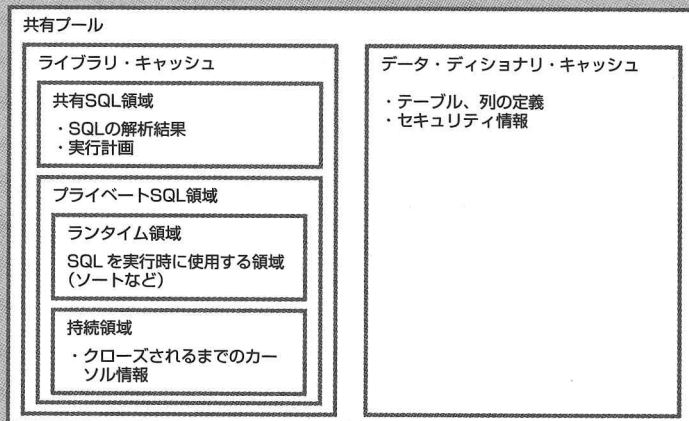 共有プール
ライブラリ・キャッシュ
共有SQL領域
・SQLの解析結果
・実行計画
プライベートSQL領域
ランタイム領域
SQLを実行時に使用する領域
(ソートなど)
持続領域
・クローズされるまでのカー
ソル情報
データ・ディショナリ・キャッシュ
・テーブル、列の定義
・セキュリティ情報